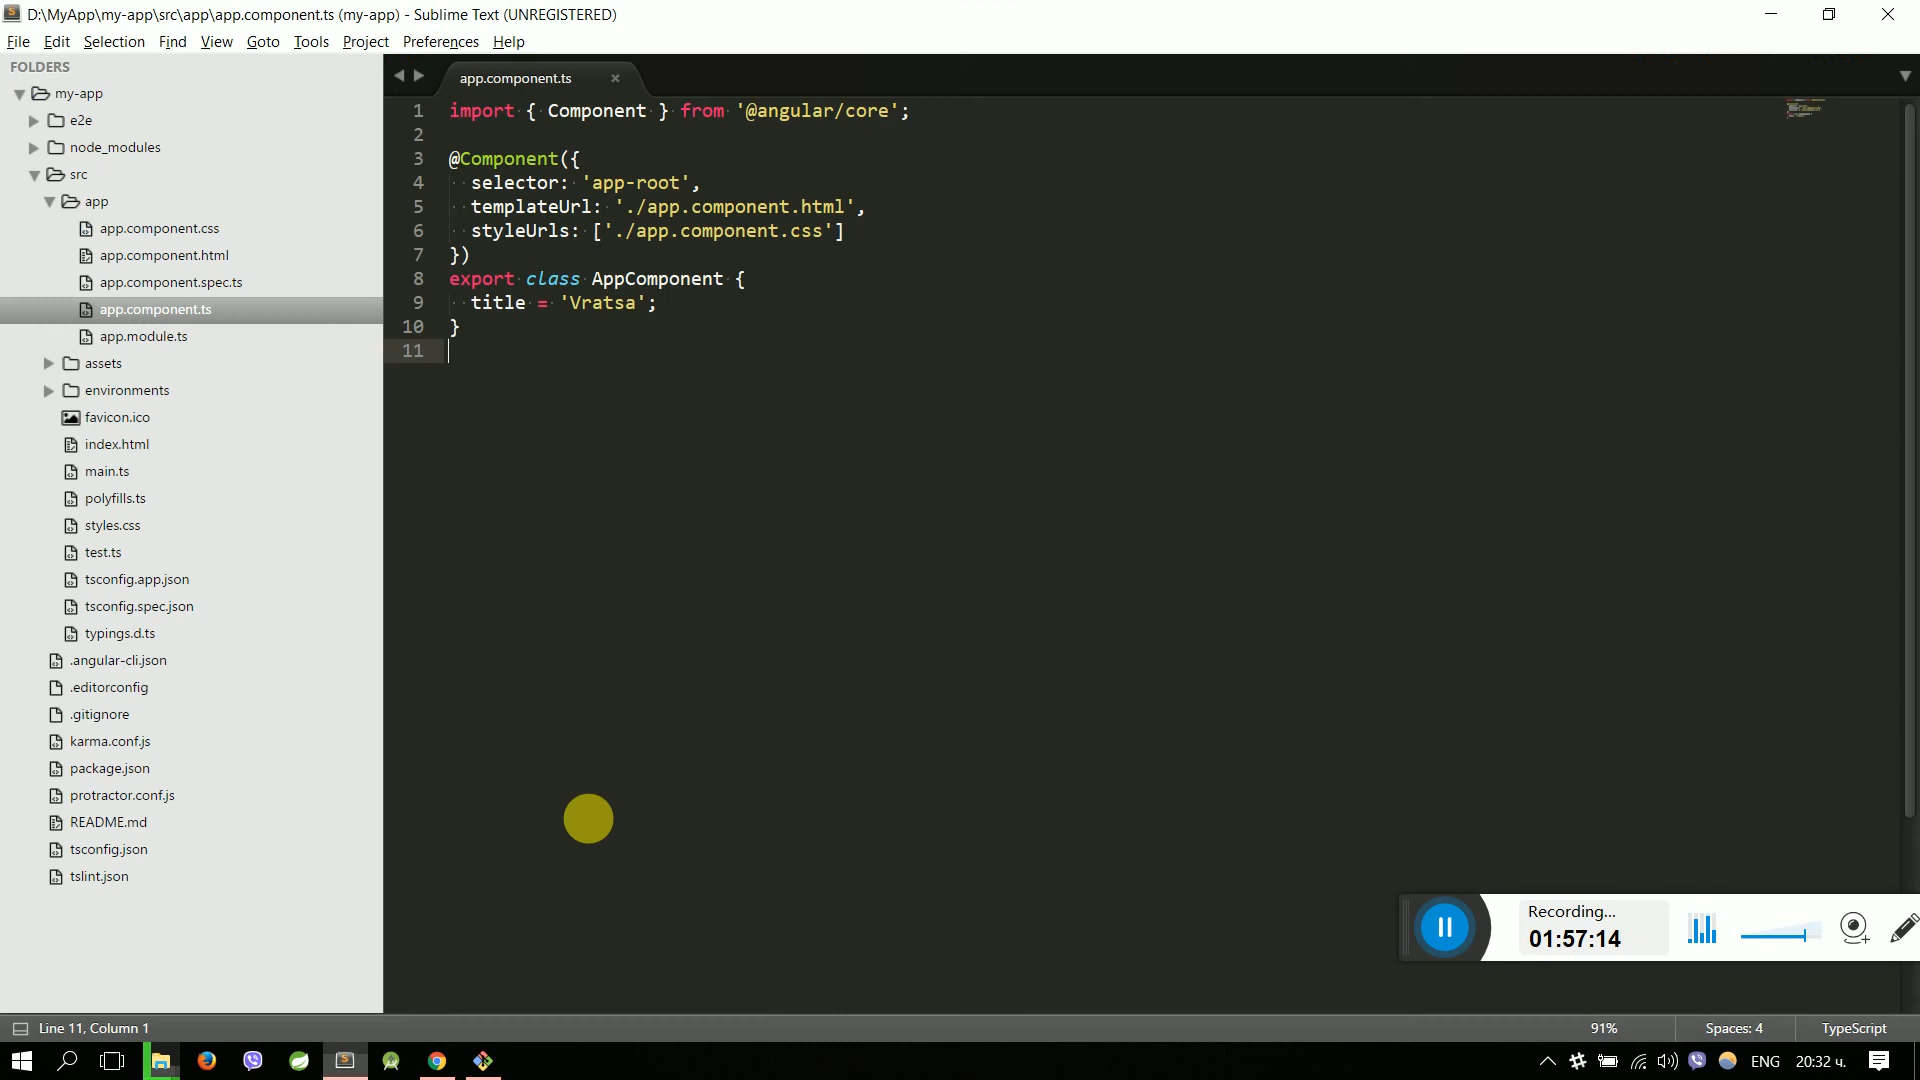 D:\MyApp\my-app\src\app\app.component.ts (my-app) - Sublime Text (UNREGISTERED)
File Edit Selection Find View Goto Tools Project Preferences Help
FOLDERS
my-app
e2e
node_modules
src
app
app.component.css
app.component.html
app.component.spec.ts
app.component.ts
app.module.ts
assets
environments
favicon.ico
index.html
main.ts
polyfills.ts
styles.css
test.ts
tsconfig.app.json
tsconfig.spec.json
typings.d.ts
.angular-cli.json
.editorconfig
.gitignore
karma.conf.js
package.json
protractor.conf.js
README.md
tsconfig.json
tslint.json
app.component.ts
1 import { Component } from '@angular/core';
2
3 @Component({
4 selector: 'app-root',
5 templateUrl: './app.component.html',
6 styleUrls: ['./app.component.css']
7 })
8 export class AppComponent {
9 title = 'Vratsa';
10 }
11
Recording...
01:57:14
Line 11, Column 1
91%
Spaces: 4
TypeScript
ENG
20:32 ч.